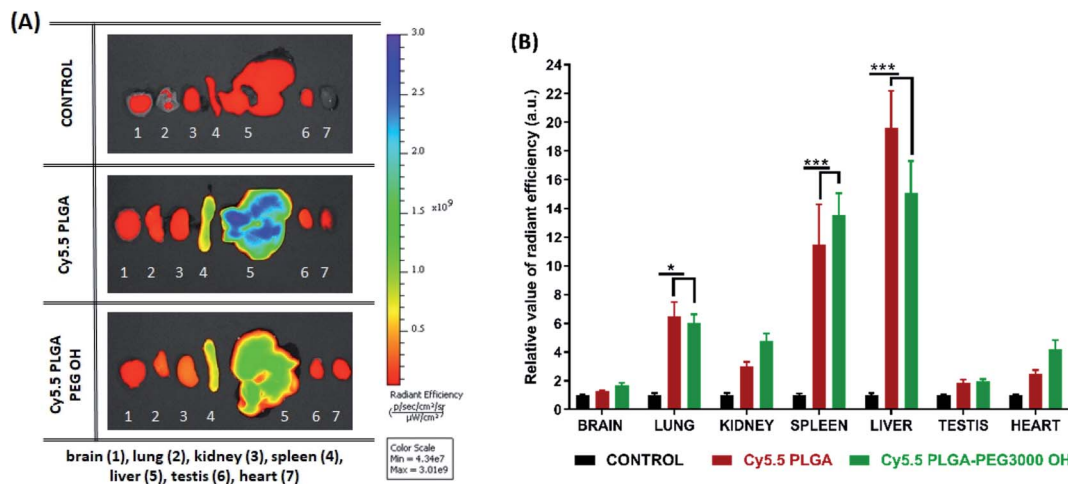 (A)
CONTROL
1 2 3 4 5 6 7
Cy5.5 PLGA
1 2 3 4 5 6 7
Cy5.5 PLGA
PEG OH
1 2 3 4 5 6 7
brain (1), lung (2), kidney (3), spleen (4),
liver (5), testis (6), heart (7)
3.0
2.5
2.0
1.5 x10⁹
1.0
0.5
Radiant Efficiency
(p/sec/cm²/sr
µW/cm²)
Color Scale
Min = 4.34e7
Max = 3.01e9
(B)
Relative value of radiant efficiency (a.u.)
24
22
20
18
16
14
12
10
8
6
4
2
0
*
***
***
BRAIN LUNG KIDNEY SPLEEN LIVER TESTIS HEART
CONTROL Cy5.5 PLGA Cy5.5 PLGA-PEG3000 OH